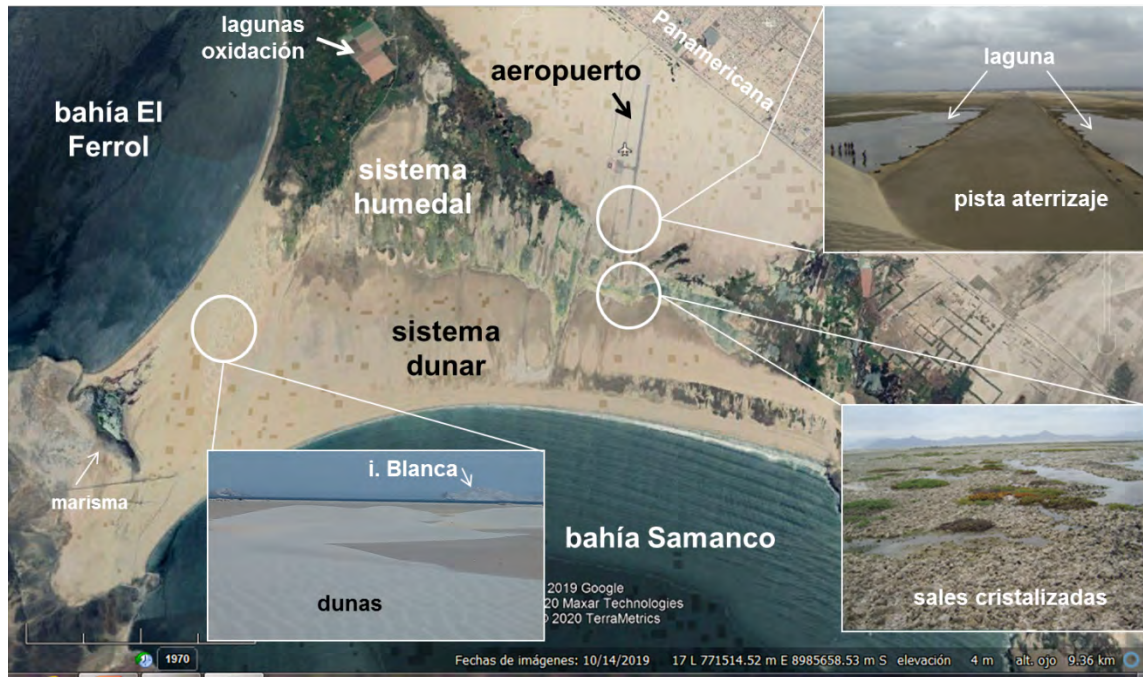 lagunas
oxidación
bahía El
Ferrol
aeropuerto
Panamericana
laguna
pista aterrizaje
sistema
humedal
sistema
dunar
marisma
i. Blanca
dunas
bahía Samanco
sales cristalizadas
2019 Google
20 Maxar Technologies
2020 TerraMetrics
1970
Fechas de imágenes: 10/14/2019 17 L 771514.52 m E 8985658.53 m S elevación 4 m alt. ojo 9.36 km